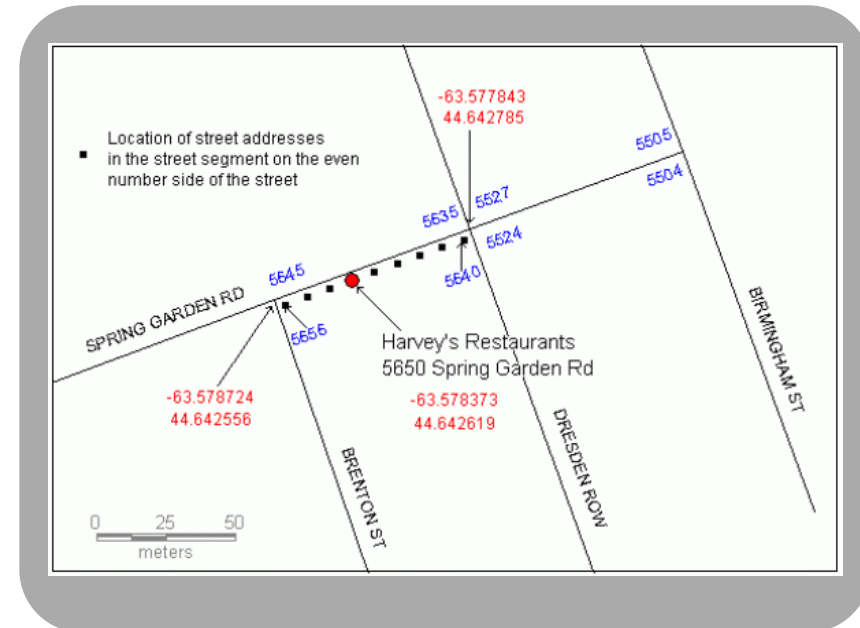 -63.577843
44.642785
Location of street addresses
in the street segment on the even
number side of the street
5505
5504
5635
5527
5524
5645
5640
SPRING GARDEN RD
5656
Harvey's Restaurants
5650 Spring Garden Rd
-63.578724
44.642556
-63.578373
44.642619
BIRMINGHAM ST
BRENTON ST
DRESDEN ROW
0 25 50
meters